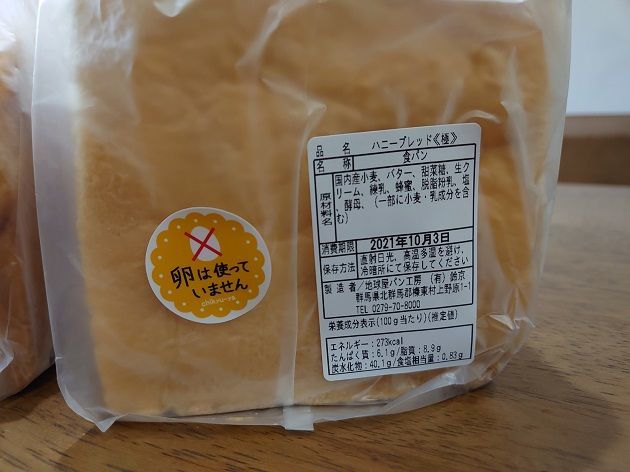 卵は使って
いません
chikyu-ya
品名 ハニーブレッド《極》
名称 食パン
原材料名 国内産小麦、バター、甜菜糖、生ク
リーム、練乳、蜂蜜、脱脂粉乳、塩
、酵母、（一部に小麦・乳成分を含
む）
消費期限 2021年10月3日
保存方法 直射日光、高温多湿を避け、
冷暗所にて保存してください
製造者 ／地球屋パン工房 (有)鈴京
群馬県北群馬郡榛東村上野原1-1
TEL 0279-70-8000
栄養成分表示(100g当たり)(推定値)
エネルギー：273kcal
たんぱく質：6.1g/脂質：8.9g
炭水化物：40.1g/食塩相当量：0.83g